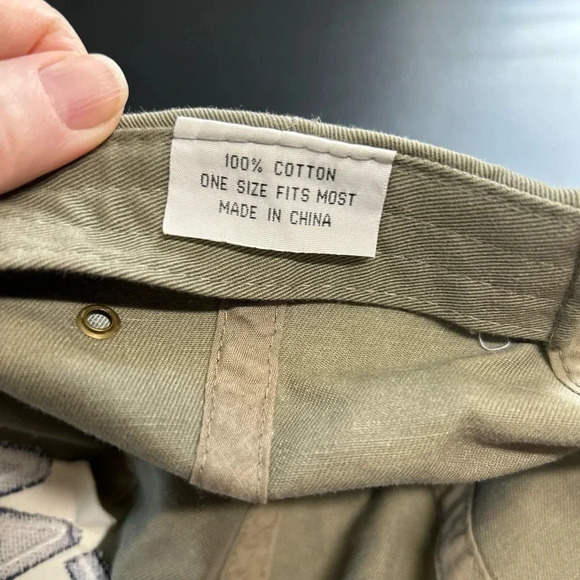 100% COTTON
ONE SIZE FITS MOST
MADE IN CHINA